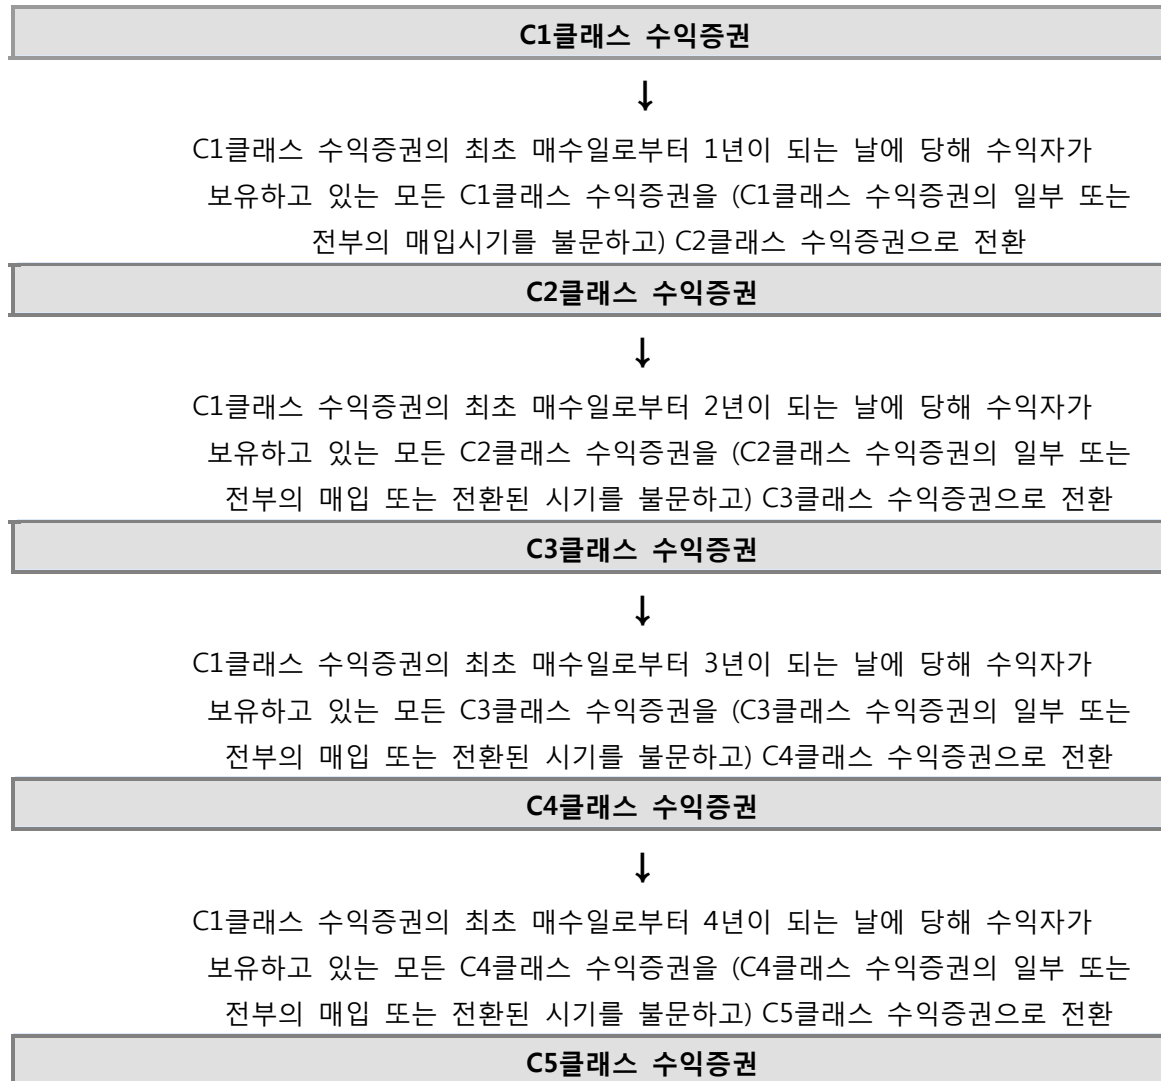 C1클래스 수익증권
↓
C1클래스 수익증권의 최초 매수일로부터 1년이 되는 날에 당해 수익자가
보유하고 있는 모든 C1클래스 수익증권을 (C1클래스 수익증권의 일부 또는
전부의 매입시기를 불문하고) C2클래스 수익증권으로 전환
C2클래스 수익증권
↓
C1클래스 수익증권의 최초 매수일로부터 2년이 되는 날에 당해 수익자가
보유하고 있는 모든 C2클래스 수익증권을 (C2클래스 수익증권의 일부 또는
전부의 매입 또는 전환된 시기를 불문하고) C3클래스 수익증권으로 전환
C3클래스 수익증권
↓
C1클래스 수익증권의 최초 매수일로부터 3년이 되는 날에 당해 수익자가
보유하고 있는 모든 C3클래스 수익증권을 (C3클래스 수익증권의 일부 또는
전부의 매입 또는 전환된 시기를 불문하고) C4클래스 수익증권으로 전환
C4클래스 수익증권
↓
C1클래스 수익증권의 최초 매수일로부터 4년이 되는 날에 당해 수익자가
보유하고 있는 모든 C4클래스 수익증권을 (C4클래스 수익증권의 일부 또는
전부의 매입 또는 전환된 시기를 불문하고) C5클래스 수익증권으로 전환
C5클래스 수익증권